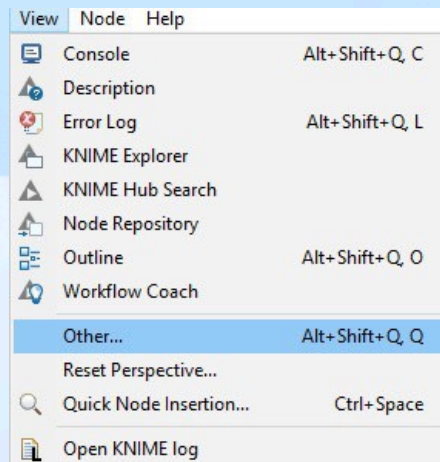 View Node Help
Console Alt+Shift+Q, C
Description
Error Log Alt+Shift+Q, L
KNIME Explorer
KNIME Hub Search
Node Repository
Outline Alt+Shift+Q, O
Workflow Coach
Other... Alt+Shift+Q, Q
Reset Perspective...
Quick Node Insertion... Ctrl+Space
Open KNIME log